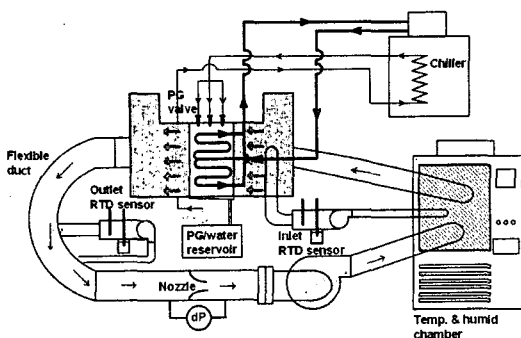 Chiller
PG
valve
Flexible
duct
Outlet
RTD sensor
PG/water
reservoir
Inlet
RTD sensor
Nozzle
dP
Temp. & humid
chamber